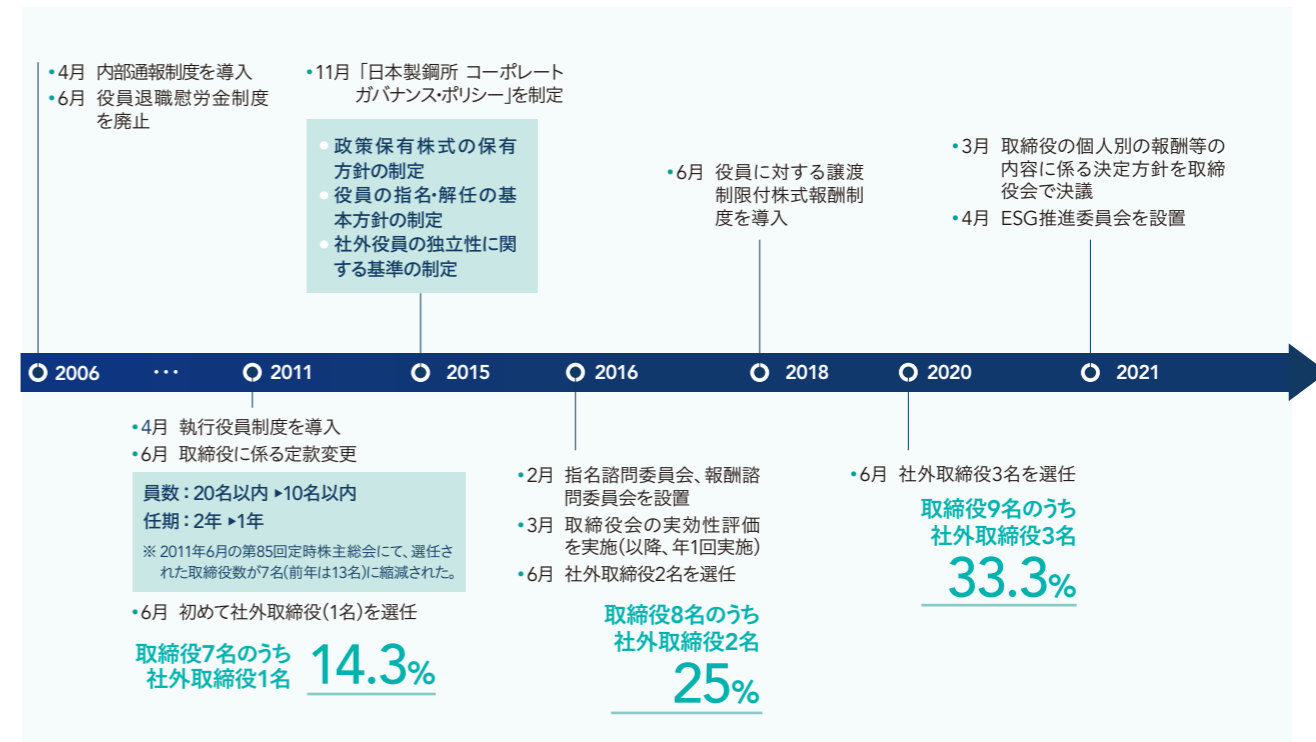 •4月 内部通報制度を導入
•6月 役員退職慰労金制度
を廃止
•11月「日本製鋼所 コーポレート
ガバナンス・ポリシー」を制定
● 政策保有株式の保有
方針の制定
● 役員の指名・解任の基
本方針の制定
● 社外役員の独立性に関
する基準の制定
•6月 役員に対する譲渡
制限付株式報酬制
度を導入
•3月 取締役の個人別の報酬等の
内容に係る決定方針を取締
役会で決議
•4月 ESG推進委員会を設置
2006 … 2011 2015 2016 2018 2020 2021
•4月 執行役員制度を導入
•6月 取締役に係る定款変更
員数：20名以内 ▶10名以内
任期：2年 ▶1年
※ 2011年6月の第85回定時株主総会にて、選任さ
れた取締役数が7名(前年は13名)に縮減された。
•6月 初めて社外取締役(1名)を選任
取締役7名のうち
社外取締役1名
14.3%
•2月 指名諮問委員会、報酬諮
問委員会を設置
•3月 取締役会の実効性評価
を実施(以降、年1回実施)
•6月 社外取締役2名を選任
取締役8名のうち
社外取締役2名
25%
•6月 社外取締役3名を選任
取締役9名のうち
社外取締役3名
33.3%